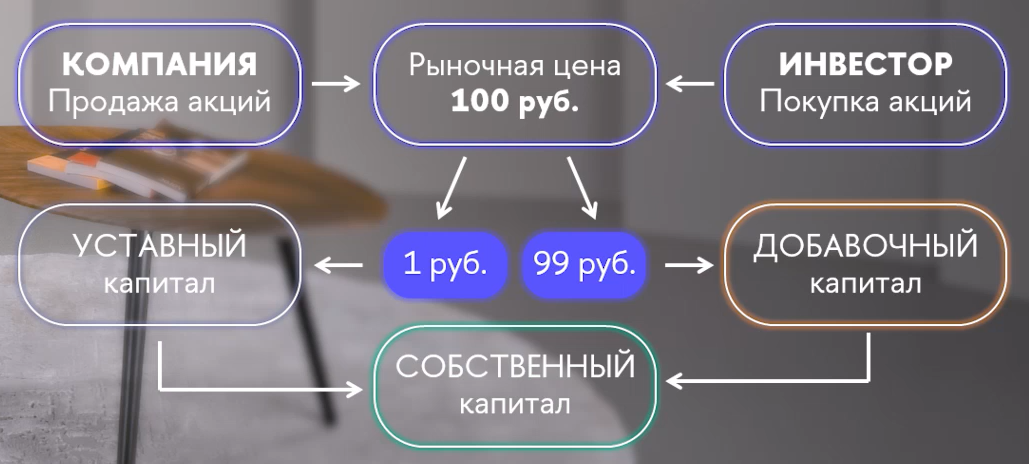 КОМПАНИЯ
Продажа акций
Рыночная цена
100 руб.
ИНВЕСТОР
Покупка акций
УСТАВНЫЙ
капитал
1 руб.
99 руб.
ДОБАВОЧНЫЙ
капитал
СОБСТВЕННЫЙ
капитал